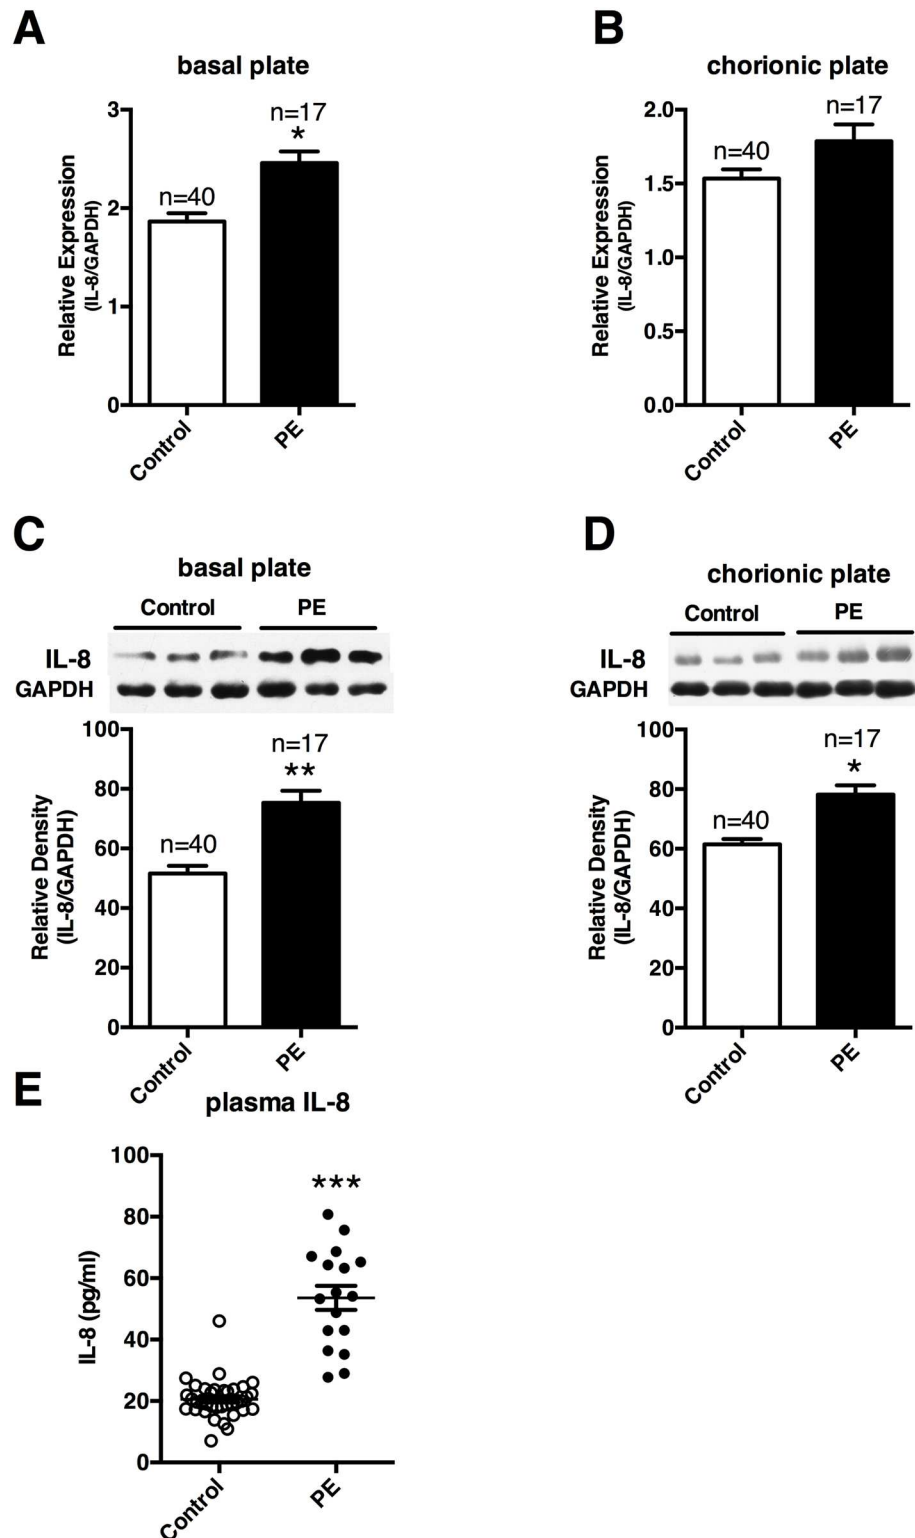 A
basal plate
n=17
*
n=40
3
2
1
0
Relative Expression
(IL-8/GAPDH)
Control
PE
B
chorionic plate
n=17
n=40
2.0
1.5
1.0
0.5
0.0
Relative Expression
(IL-8/GAPDH)
Control
PE
C
basal plate
Control
PE
IL-8
GAPDH
100
80
60
40
20
0
n=17
**
n=40
Relative Density
(IL-8/GAPDH)
Control
PE
D
chorionic plate
Control
PE
IL-8
GAPDH
100
80
60
40
20
0
n=17
*
n=40
Relative Density
(IL-8/GAPDH)
Control
PE
E
plasma IL-8
100
80
60
40
20
0
***
IL-8 (pg/ml)
Control
PE